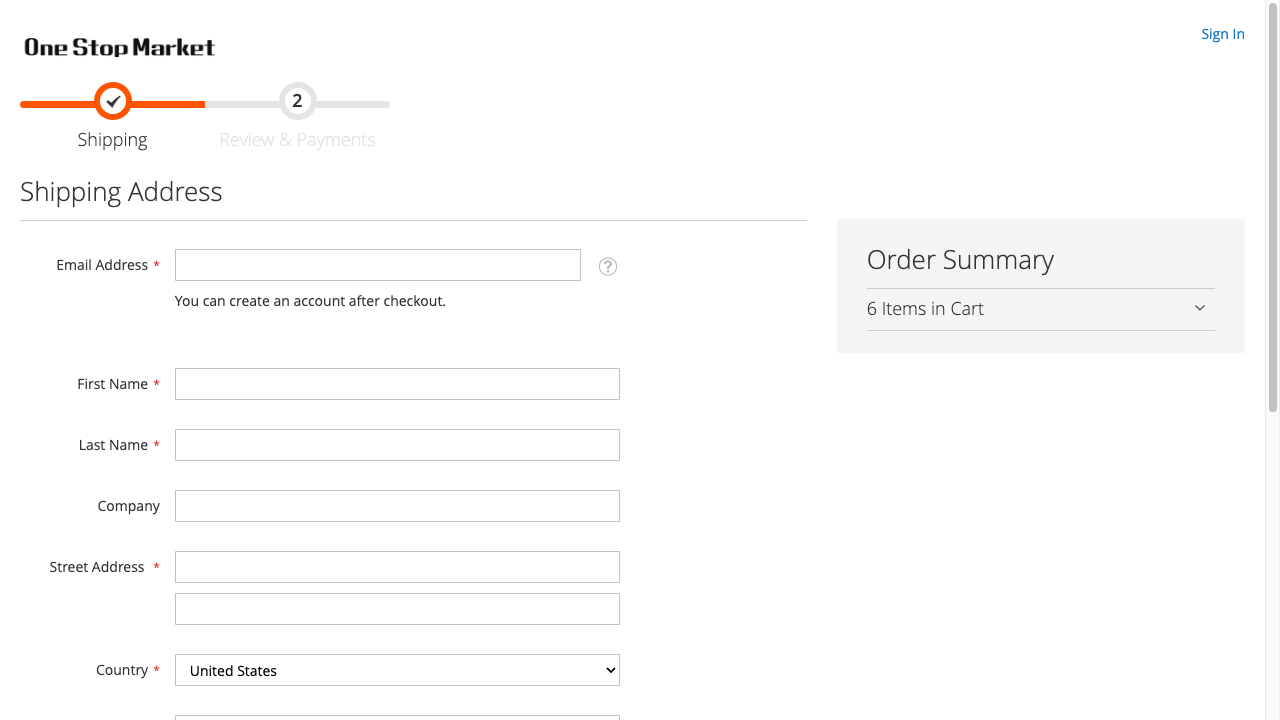 One Stop Market
Sign In
2
Shipping
Review & Payments
Shipping Address
Email Address *
?
You can create an account after checkout.
First Name *
Last Name *
Company
Street Address *
Country *
United States
Order Summary
6 Items in Cart